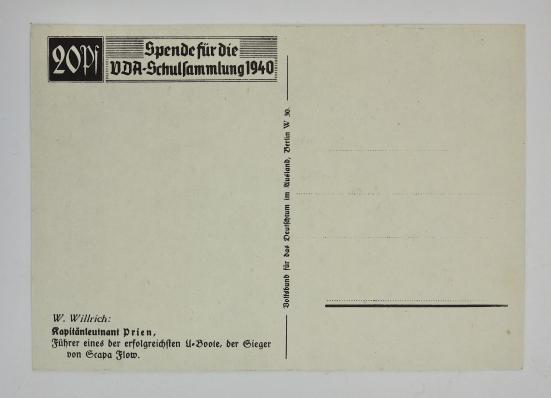 20Pf
Spende für die
VDA-Schulsammlung 1940
Volksbund für das Deutschtum im Ausland, Berlin W 30.
W. Willrich:
Kapitänleutnant Prien,
Führer eines der erfolgreichsten U-Boote, der Sieger
von Scapa Flow.